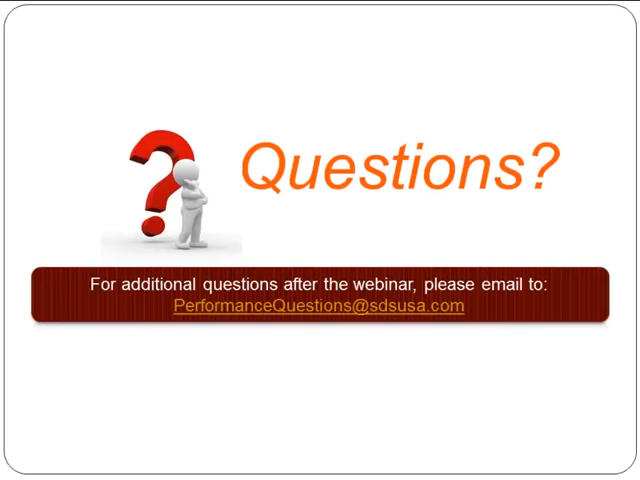 Questions?
For additional questions after the webinar, please email to:
PerformanceQuestions@sdsusa.com